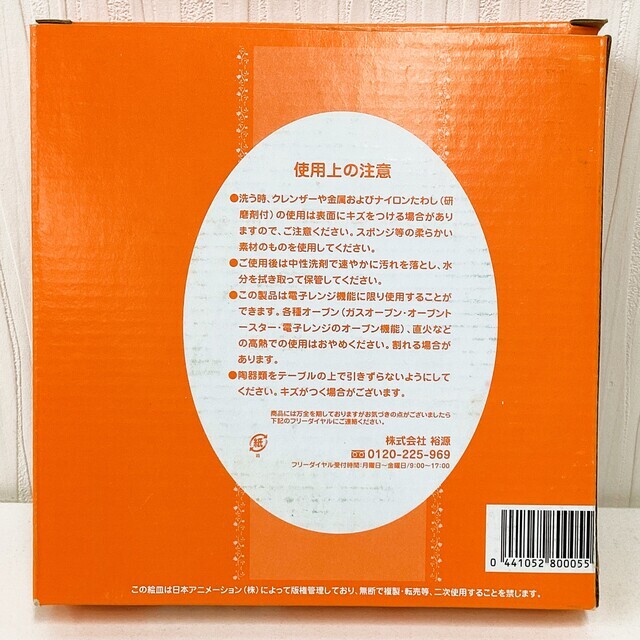 使用上の注意
●洗う時、クレンザーや金属およびナイロンたわし(研
磨剤付)の使用は表面にキズをつける場合があり
ますので、ご注意ください。スポンジ等の柔らかい
素材のものを使用してください。
●ご使用後は中性洗剤で速やかに汚れを落とし、水
分を拭き取って保管してください。
●この製品は電子レンジ機能に限り使用することが
できます。各種オーブン(ガスオーブン・オーブント
ースター・電子レンジのオーブン機能)、直火など
の高熱での使用はおやめください。割れる場合が
あります。
●陶器類をテーブルの上で引きずらないようにして
ください。キズがつく場合がございます。
商品には万全を期しておりますがお気づきの点がございましたら
下記のフリーダイヤルにご連絡ください。
紙
箱
株式会社 裕源
0120-225-969
フリーダイヤル受付時間:月曜日〜金曜日/9:00〜17:00
0 441052 800055
この絵皿は日本アニメーション(株)によって版権管理しており、無断で複製・転売等、二次使用することを禁じます。